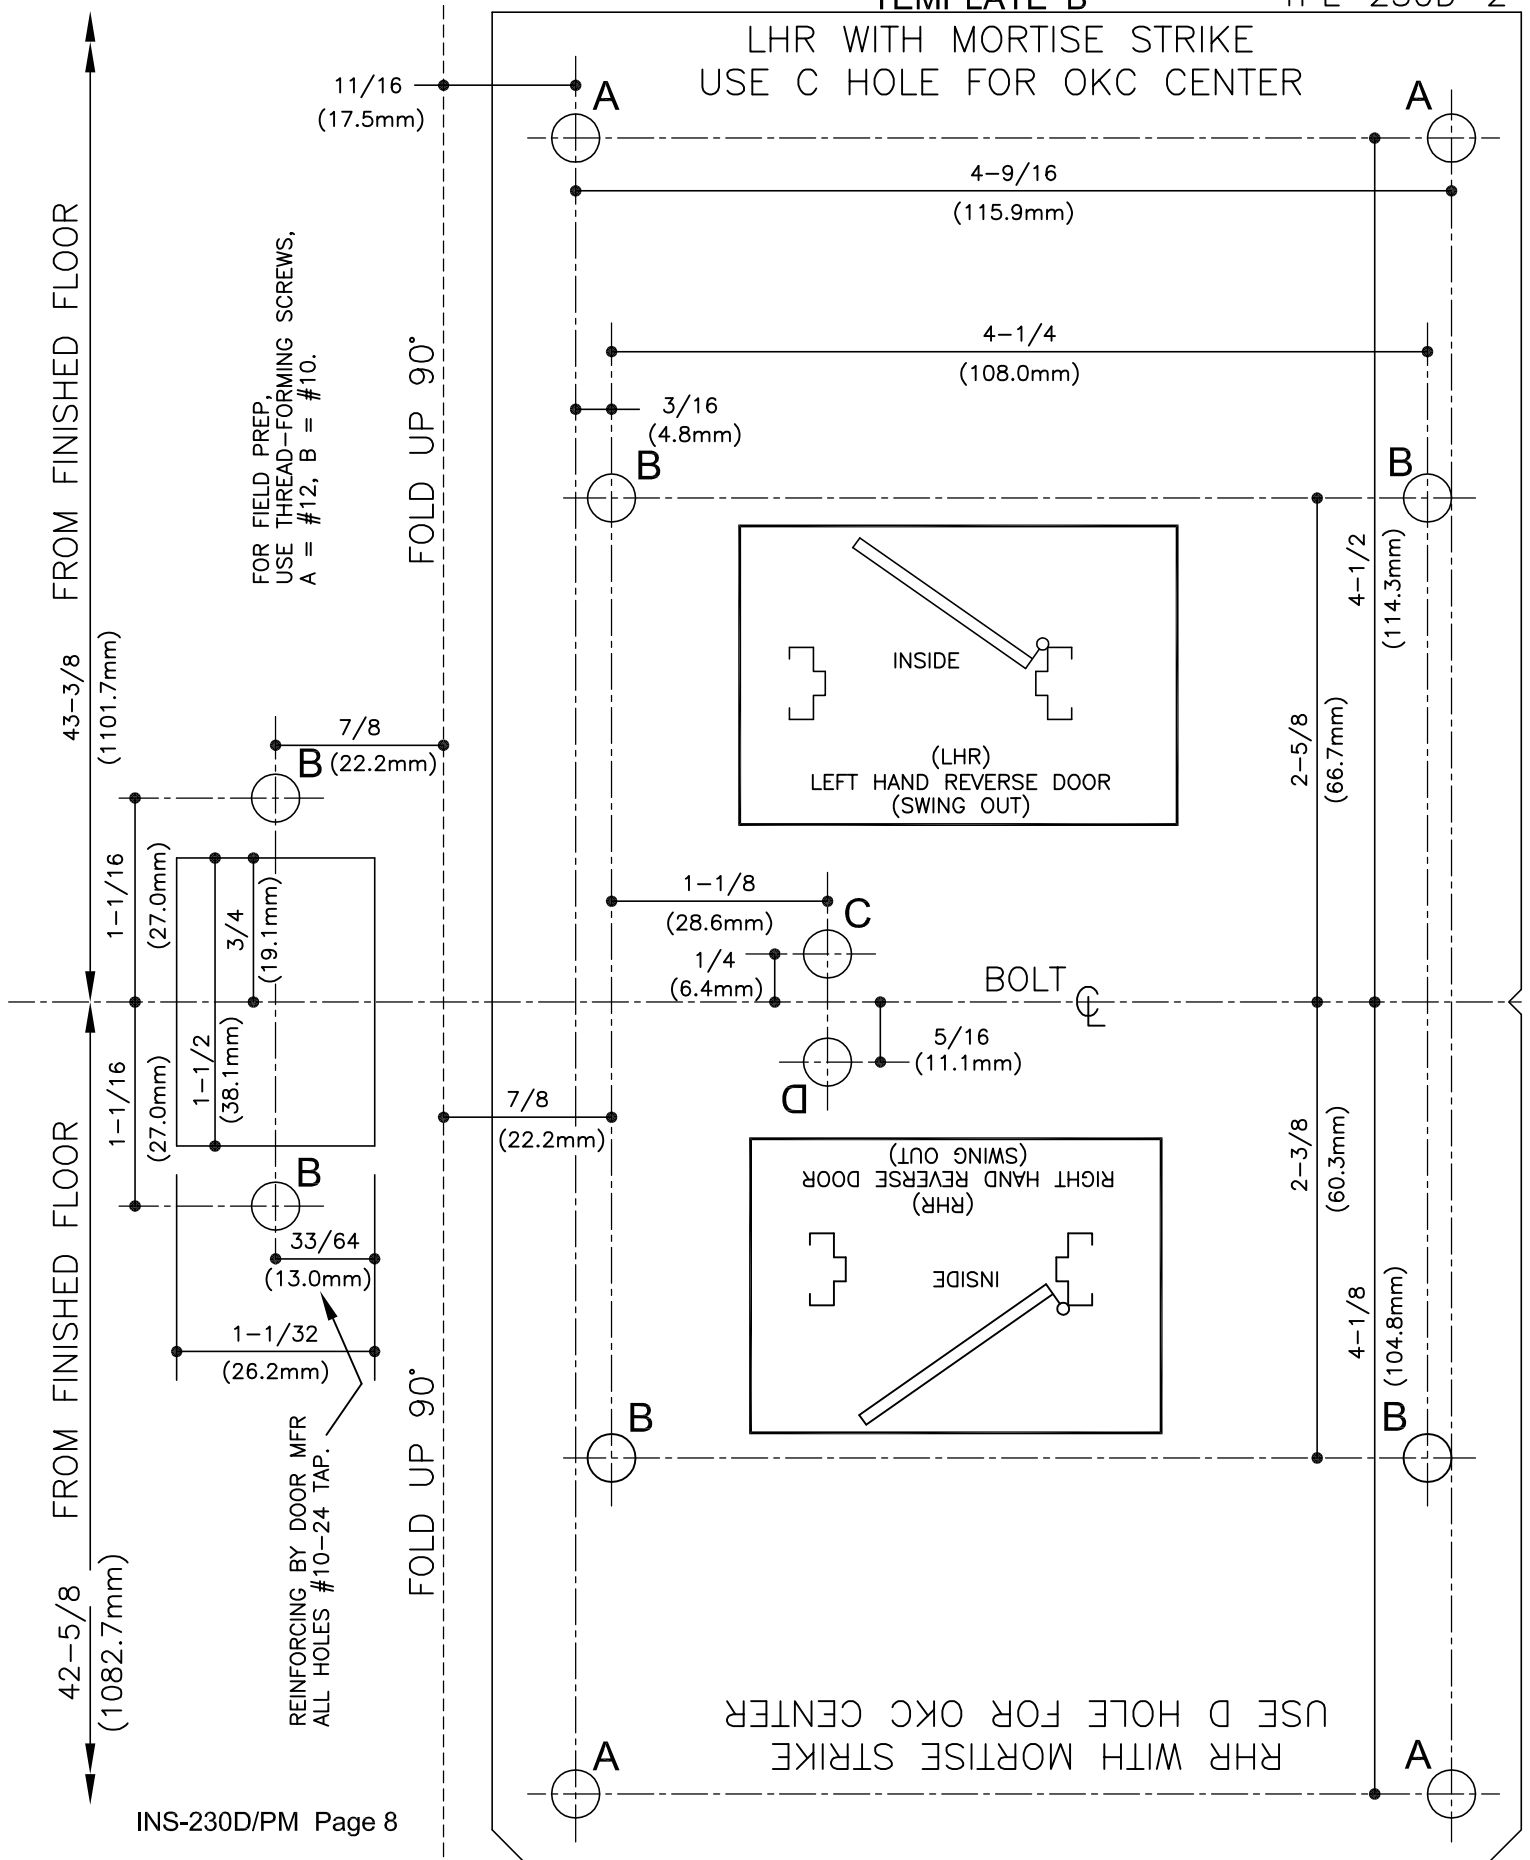 TEMPLATE B
LHR WITH MORTISE STRIKE
USE C HOLE FOR OKC CENTER
11/16
(17.5mm)
A
A
4-9/16
(115.9mm)
4-1/4
(108.0mm)
3/16
(4.8mm)
B
B
FROM FINISHED FLOOR
43-3/8
(1101.7mm)
FOR FIELD PREP,
USE THREAD-FORMING SCREWS,
A = #12, B = #10.
FOLD UP 90°
INSIDE
(LHR)
LEFT HAND REVERSE DOOR
(SWING OUT)
4-1/2
(114.3mm)
2-5/8
(66.7mm)
7/8
(22.2mm)
B
1-1/16
(27.0mm)
3/4
(19.1mm)
1-1/8
(28.6mm)
C
1/4
(6.4mm)
BOLT ℄
5/16
(11.1mm)
D
1-1/2
(38.1mm)
1-1/16
(27.0mm)
7/8
(22.2mm)
B
33/64
(13.0mm)
1-1/32
(26.2mm)
RIGHT HAND REVERSE DOOR
(SWING OUT)
(RHR)
INSIDE
2-3/8
(60.3mm)
4-1/8
(104.8mm)
B
B
FROM FINISHED FLOOR
42-5/8
(1082.7mm)
REINFORCING BY DOOR MFR
ALL HOLES #10-24 TAP.
FOLD UP 90°
RHR WITH MORTISE STRIKE
USE D HOLE FOR OKC CENTER
A
A
INS-230D/PM Page 8